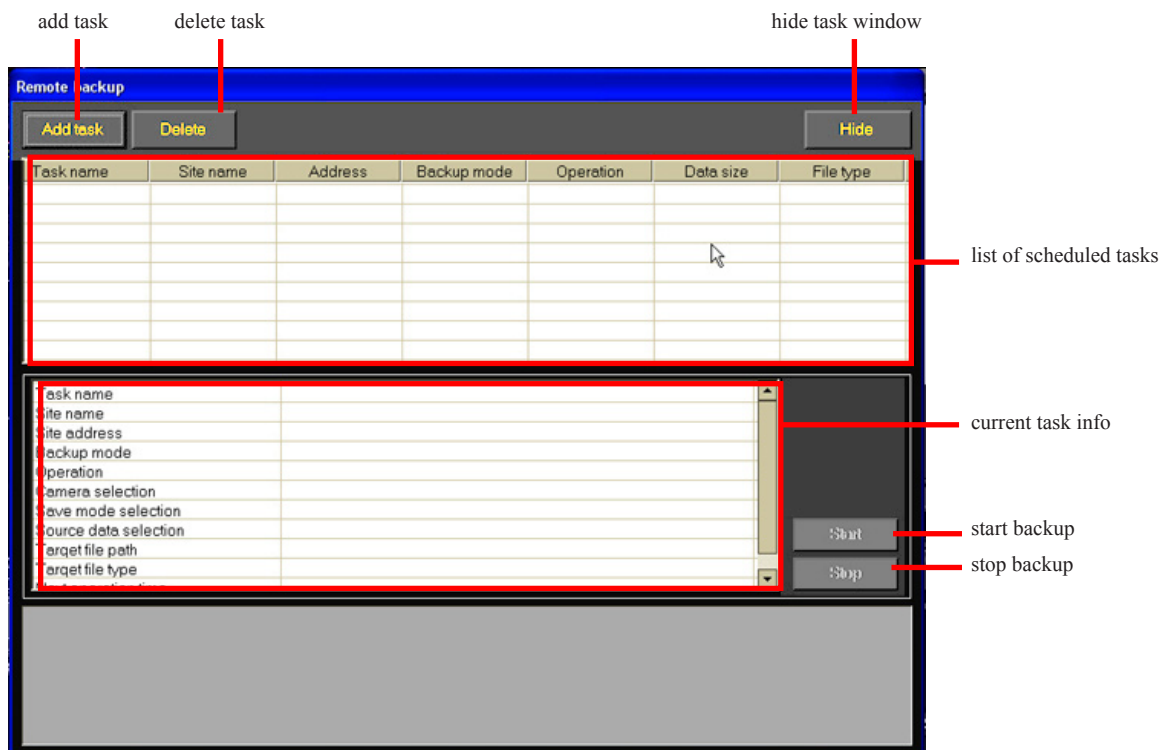 add task
delete task
hide task window
Remote backup
Add task
Delete
Hide
Task name Site name Address Backup mode Operation Data size File type
list of scheduled tasks
Task name
Site name
Site address
Backup mode
Operation
Camera selection
Save mode selection
Source data selection
Target file path
Target file type
current task info
Start
start backup
Stop
stop backup